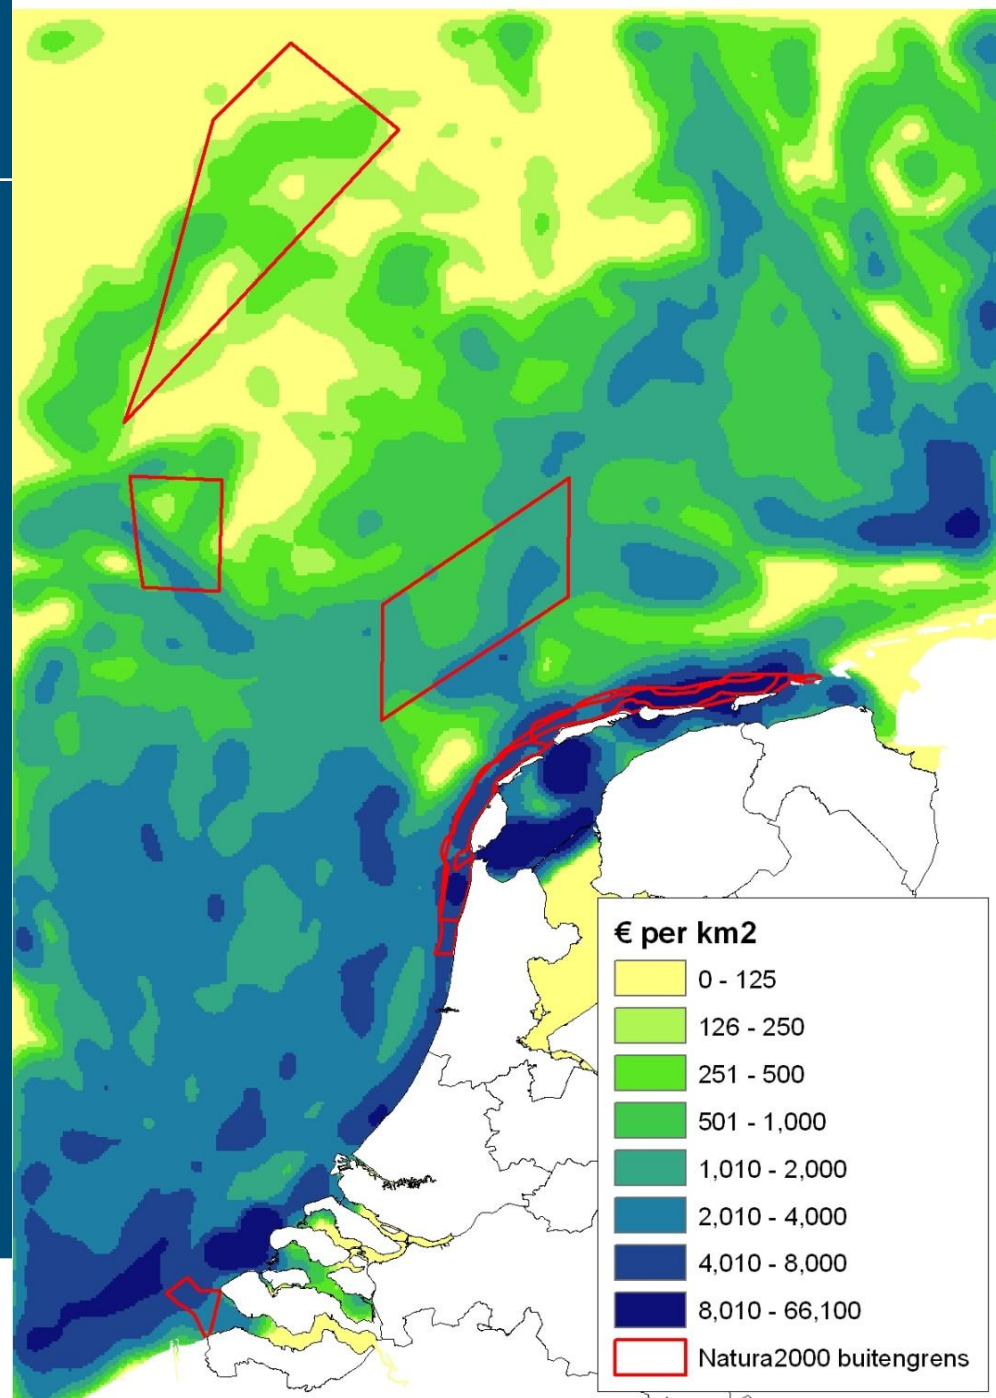 € per km2
0 - 125
126 - 250
251 - 500
501 - 1,000
1,010 - 2,000
2,010 - 4,000
4,010 - 8,000
8,010 - 66,100
Natura2000 buitengrens